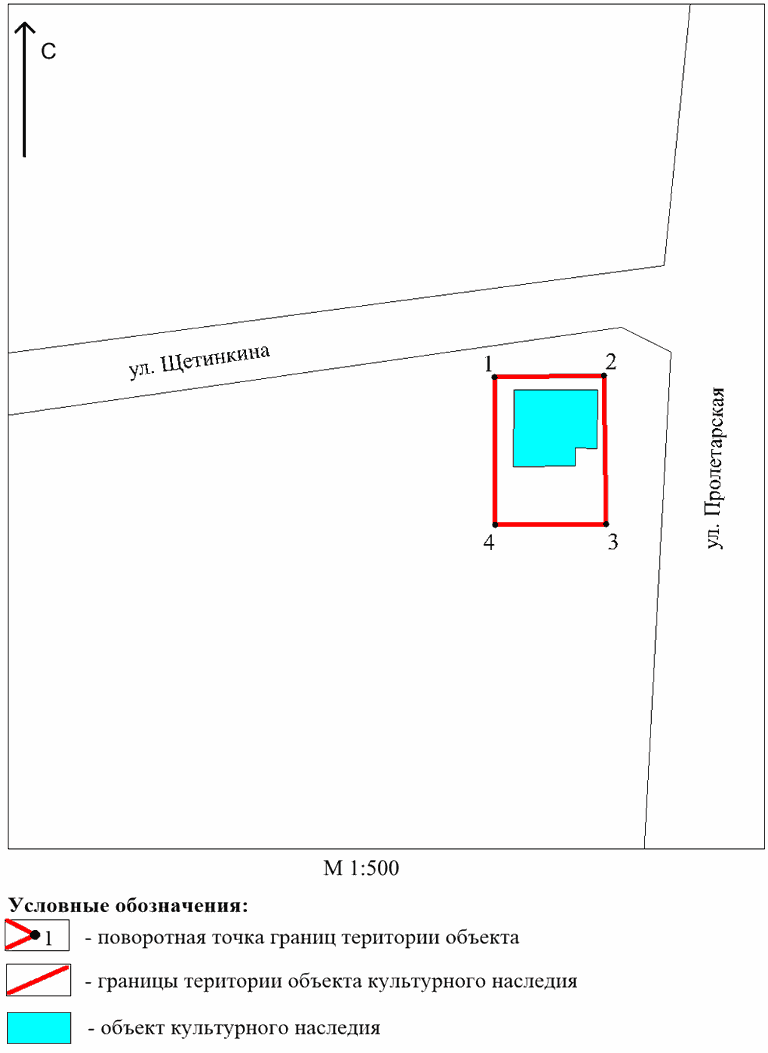 С
ул. Щетинкина
1
2
ул. Пролетарская
4
3
М 1:500
Условные обозначения:
1 - поворотная точка границ територии объекта
- границы територии объекта культурного наследия
- объект культурного наследия